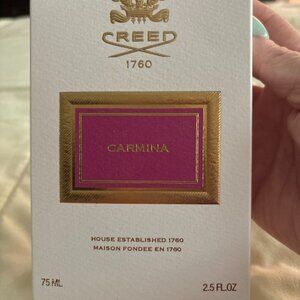 CREED
1760
CARMINA
HOUSE ESTABLISHED 1760
MAISON FONDEE EN 1760
75 ML 2.5 FL.OZ